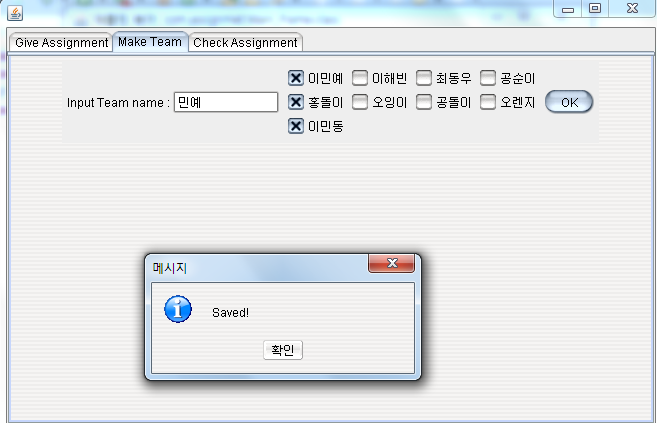 Give Assignment Make Team Check Assignment
이민예 이해빈 최동우 공순이
Input Team name : 민예 홍돌이 오잉이 공돌이 오렌지 OK
이민동
메시지
Saved!
확인